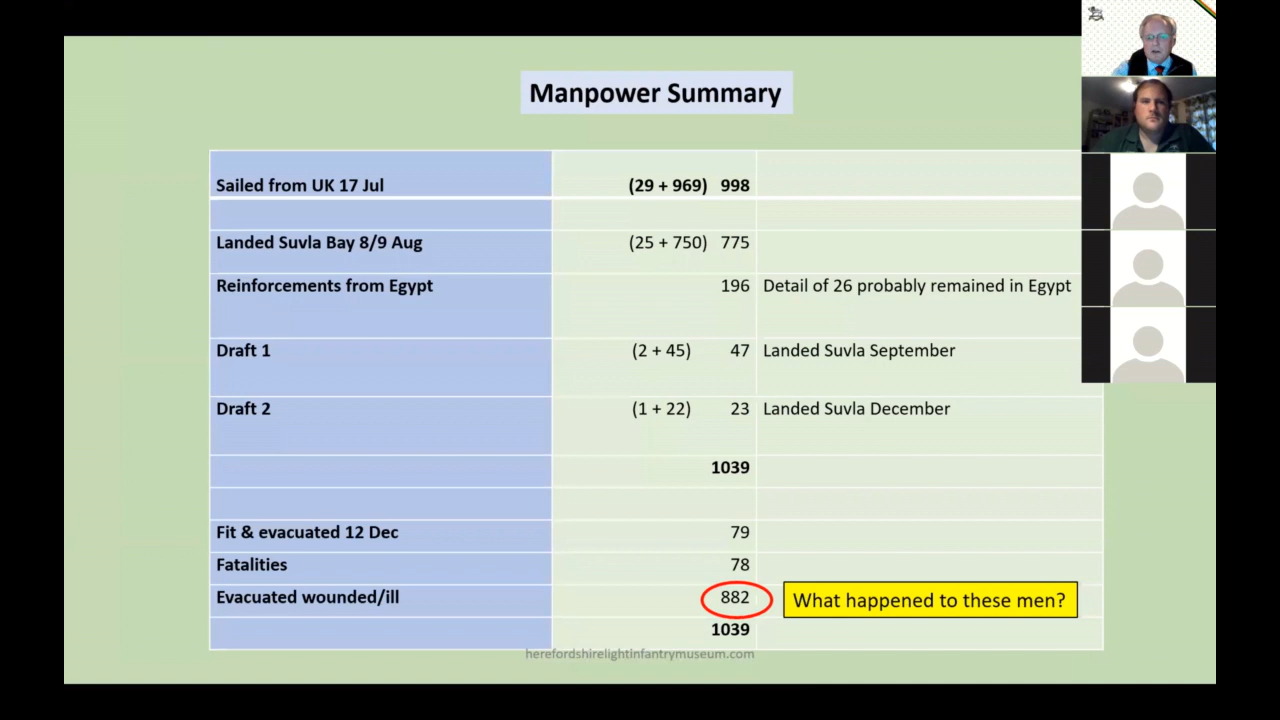 Manpower Summary
Sailed from UK 17 Jul (29 + 969) 998
Landed Suvla Bay 8/9 Aug (25 + 750) 775
Reinforcements from Egypt 196 Detail of 26 probably remained in Egypt
Draft 1 (2 + 45) 47 Landed Suvla September
Draft 2 (1 + 22) 23 Landed Suvla December
1039
Fit & evacuated 12 Dec 79
Fatalities 78
Evacuated wounded/ill 882 What happened to these men?
1039
herefordshirelightinfantrymuseum.com